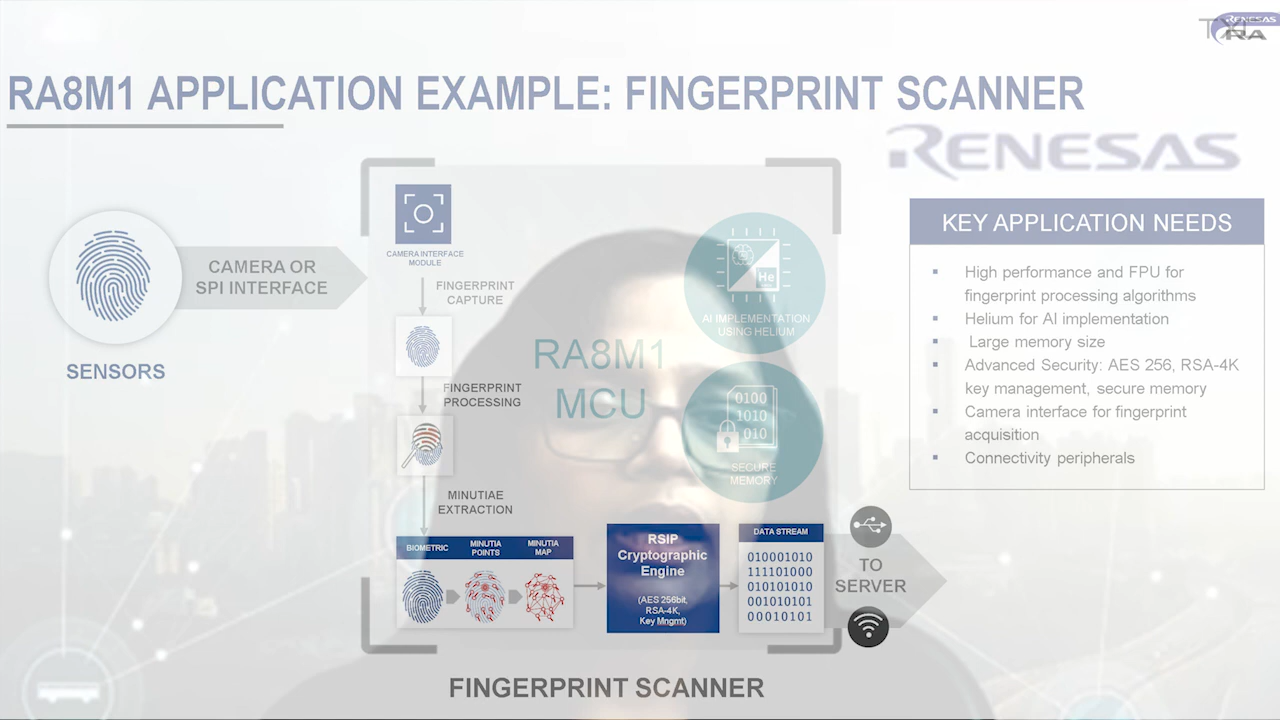 RENESAS
RA
RA8M1 APPLICATION EXAMPLE: FINGERPRINT SCANNER
RENESAS
CAMERA OR
SPI INTERFACE
SENSORS
CAMERA INTERFACE
MODULE
FINGERPRINT
CAPTURE
FINGERPRINT
PROCESSING
MINUTIAE
EXTRACTION
RA8M1
MCU
He
AI IMPLEMENTATION
USING HELIUM
0100
1010
010
SECURE
MEMORY
BIOMETRIC
MINUTIA
POINTS
MINUTIA
MAP
RSIP
Cryptographic
Engine
(AES 256bit,
RSA-4K,
Key Mngmt)
DATA STREAM
010001010
111101000
010101010
001010101
00010101
TO
SERVER
FINGERPRINT SCANNER
KEY APPLICATION NEEDS
▪ High performance and FPU for
fingerprint processing algorithms
▪ Helium for AI implementation
▪ Large memory size
▪ Advanced Security: AES 256, RSA-4K
key management, secure memory
▪ Camera interface for fingerprint
acquisition
▪ Connectivity peripherals